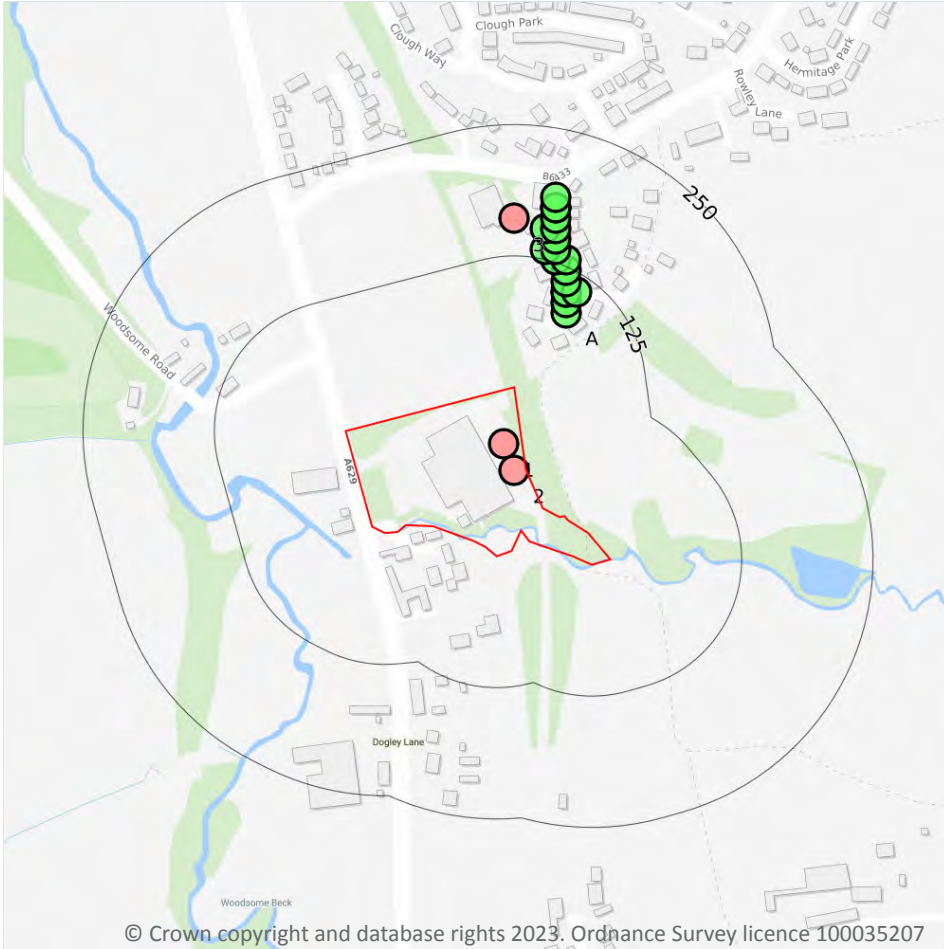 Clough Park
Clough Way
Hermitage Park
Rowley Lane
B6433
250
3
Woodsome Road
125
A
A629
2
Dogley Lane
Woodsome Beck
© Crown copyright and database rights 2023. Ordnance Survey licence 100035207